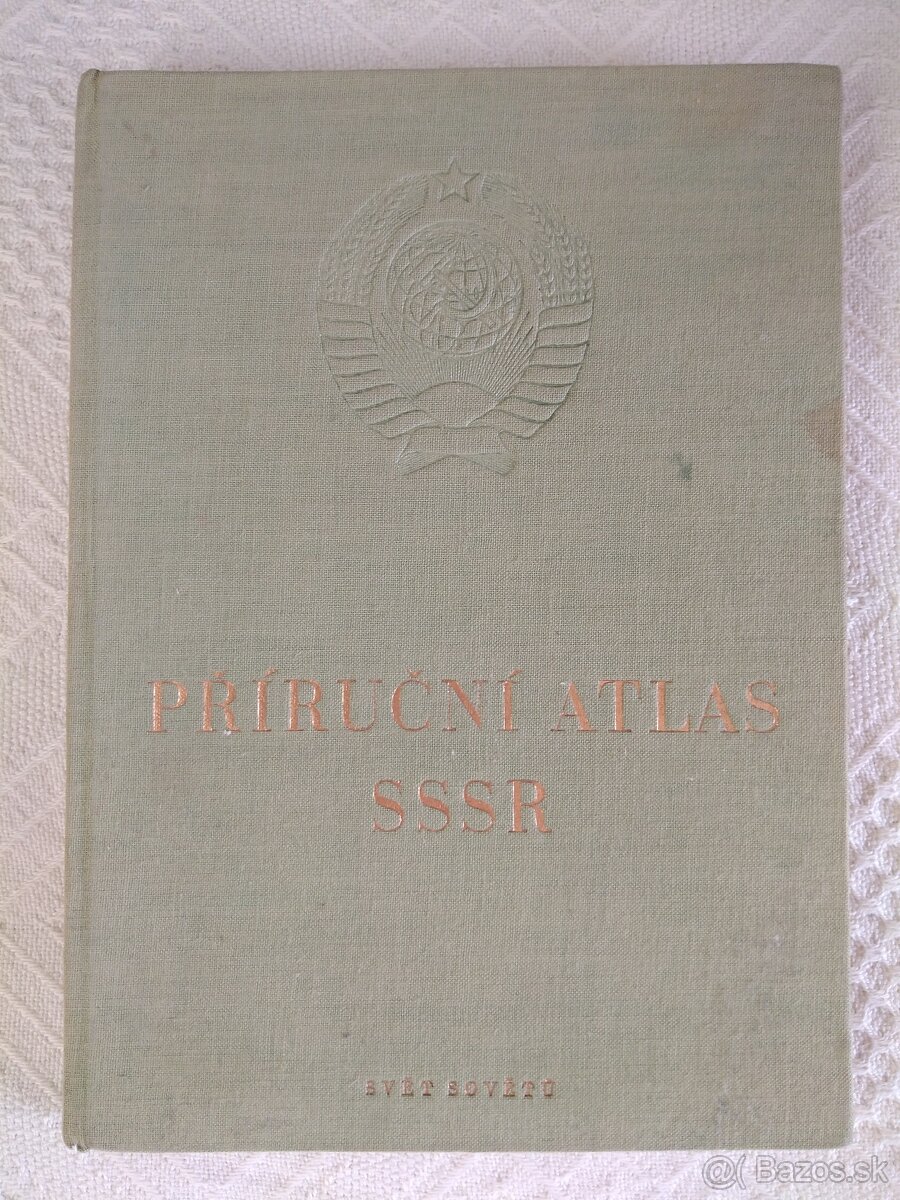 PŘÍRUČNÍ ATLAS
SSSR
SVĚT SOVĚTŮ
@( Bazos.sk